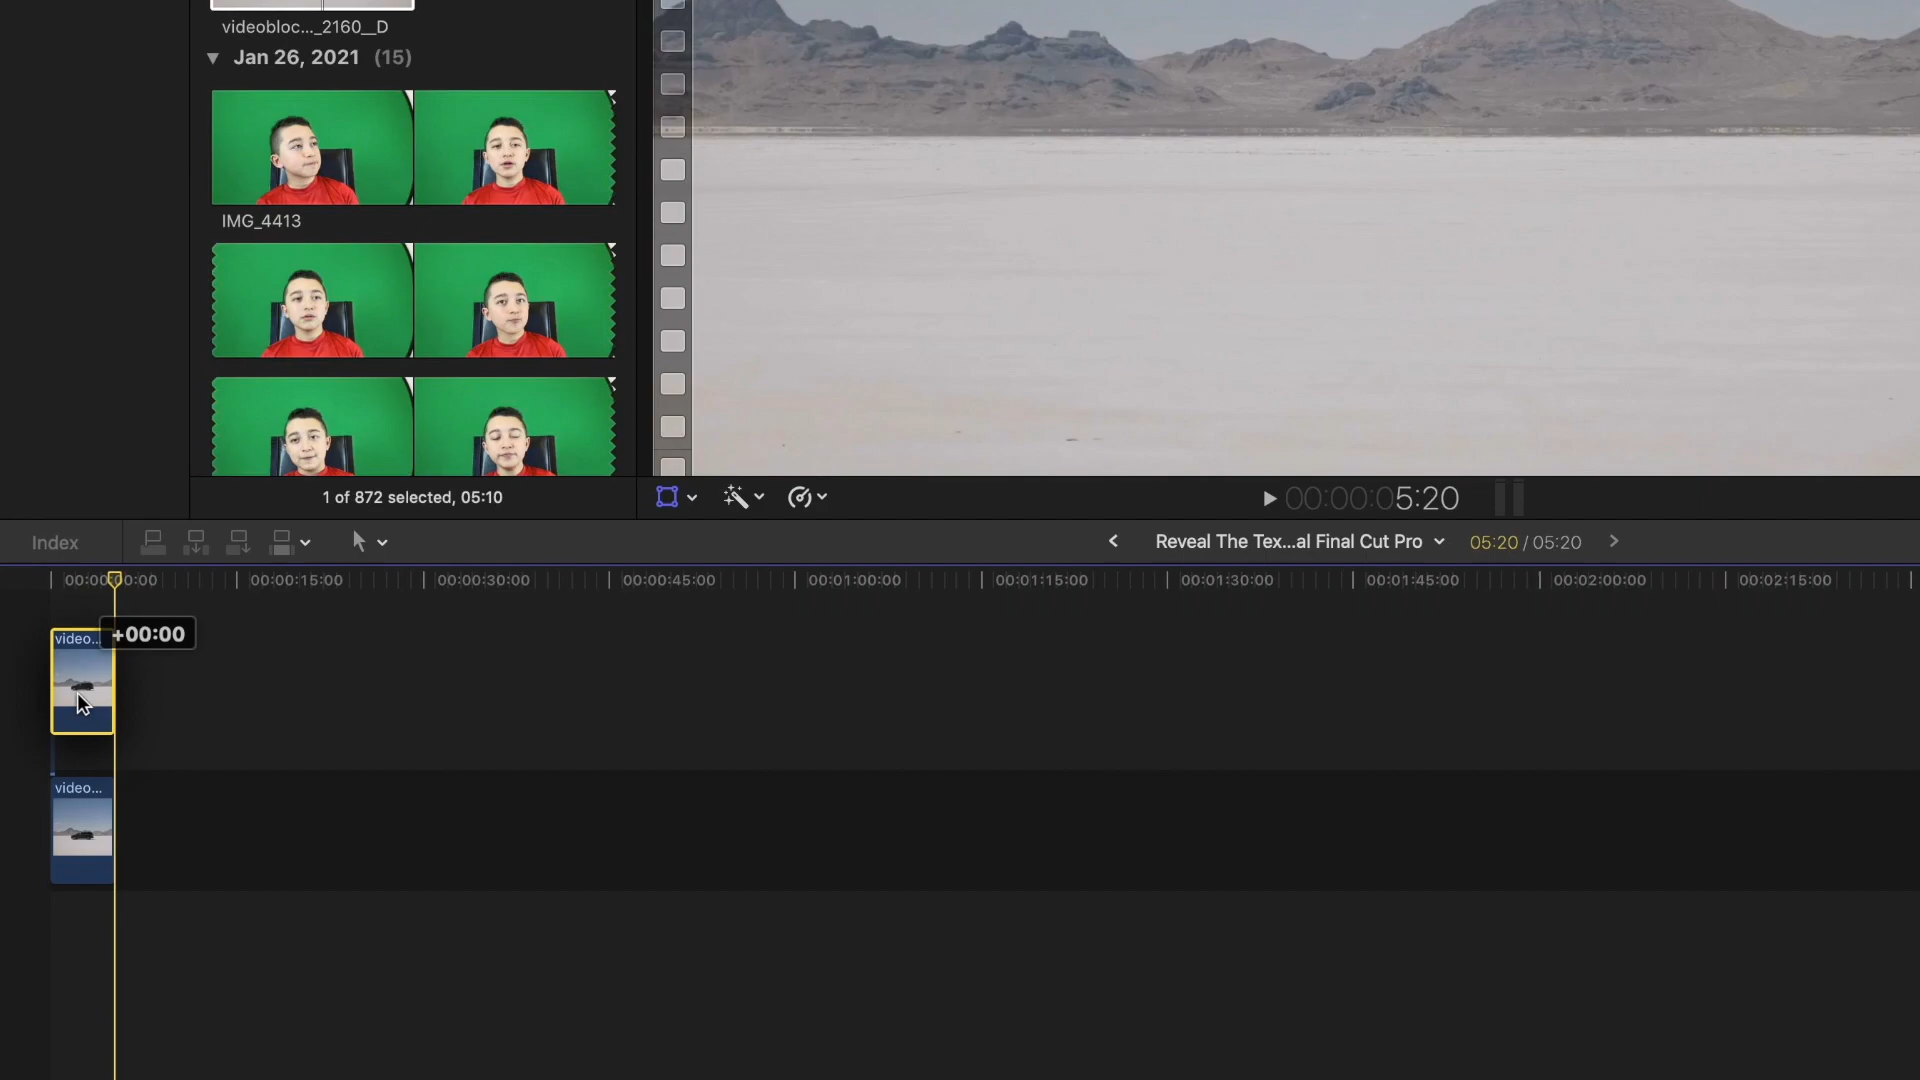 videobloc..._2160__D
Jan 26, 2021 (15)
IMG_4413
1 of 872 selected, 05:10
00:00:05:20
Index
Reveal The Tex...al Final Cut Pro
05:20 / 05:20
00:00:00:00
00:00:15:00
00:00:30:00
00:00:45:00
00:01:00:00
00:01:15:00
00:01:30:00
00:01:45:00
00:02:00:00
00:02:15:00
video...
+00:00
video...